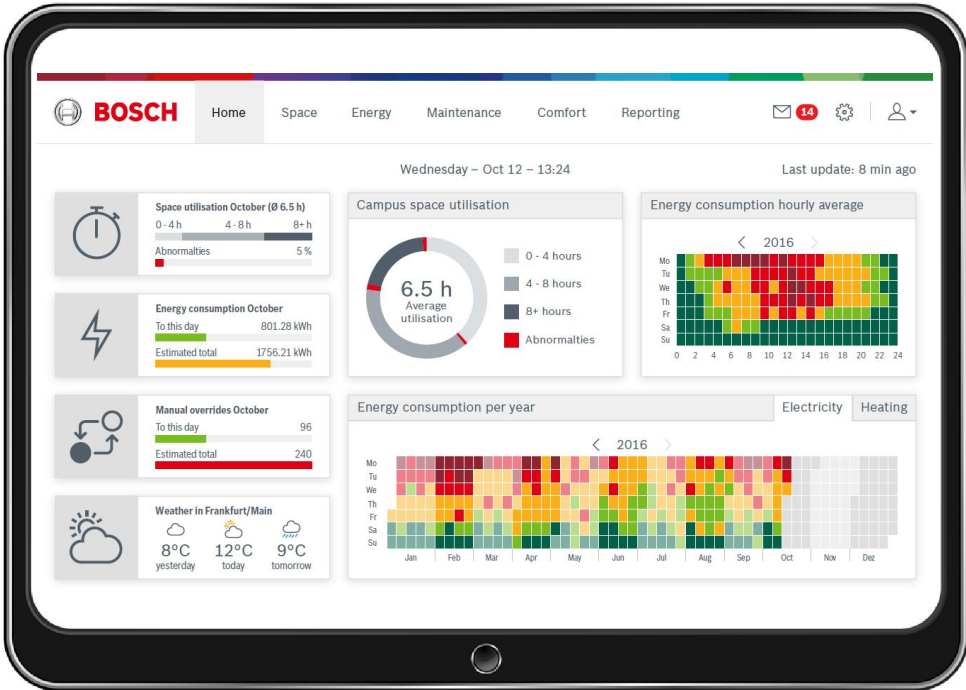 BOSCH
Home Space Energy Maintenance Comfort Reporting 14
Wednesday – Oct 12 – 13:24
Last update: 8 min ago
Space utilisation October (Ø 6.5 h)
0 - 4 h 4 - 8 h 8+ h
Abnormalties 5 %
Energy consumption October
To this day 801.28 kWh
Estimated total 1756.21 kWh
Manual overrides October
To this day 96
Estimated total 240
Weather in Frankfurt/Main
8°C 12°C 9°C
yesterday today tomorrow
Campus space utilisation
6.5 h
Average
utilisation
0 - 4 hours
4 - 8 hours
8+ hours
Abnormalties
Energy consumption hourly average
< 2016 >
Mo
Tu
We
Th
Fr
Sa
Su
0 2 4 6 8 10 12 14 16 18 20 22 24
Energy consumption per year
Electricity Heating
< 2016 >
Mo
Tu
We
Th
Fr
Sa
Su
Jan Feb Mar Apr May Jun Jul Aug Sep Oct Nov Dez